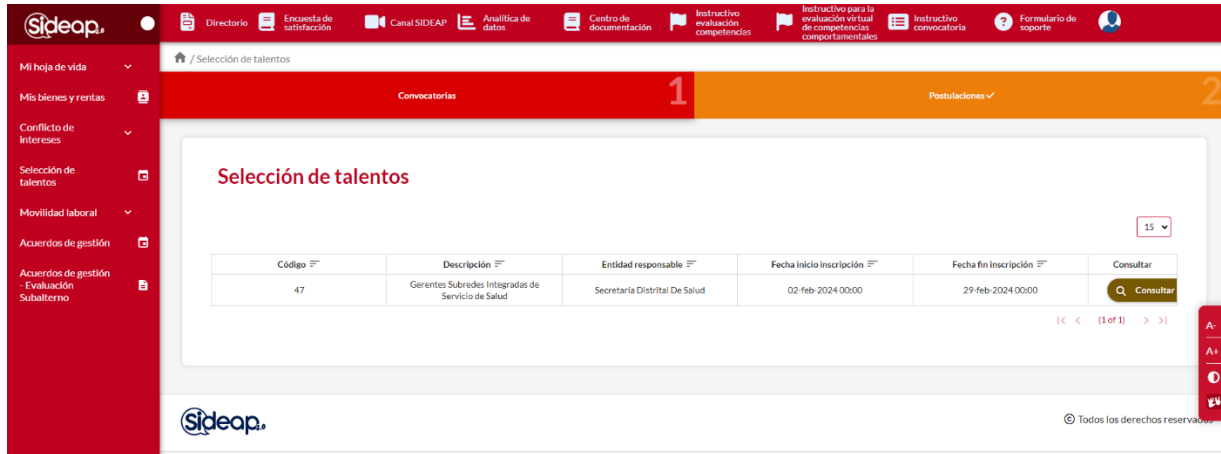 Sideap2.0
Directorio
Encuesta de
satisfacción
Canal SIDEAP
Analítica de
datos
Centro de
documentación
Instructivo
evaluación
competencias
Instructivo para la
evaluación virtual
de competencias
comportamentales
Instructivo
convocatoria
Formulario de
soporte
Mi hoja de vida
Mis bienes y rentas
Conflicto de
intereses
Selección de
talentos
Movilidad laboral
Acuerdos de gestión
Acuerdos de gestión
- Evaluación
Subalterno
/ Selección de talentos
Convocatorias 1
Postulaciones ✓ 2
Selección de talentos
15
Código Descripción Entidad responsable Fecha inicio inscripción Fecha fin inscripción Consultar
47 Gerentes Subredes Integradas de
Servicio de Salud Secretaría Distrital De Salud 02-feb-2024 00:00 29-feb-2024 00:00 Consultar
(1 of 1)
A-
A+
Sideap2.0
© Todos los derechos reservados